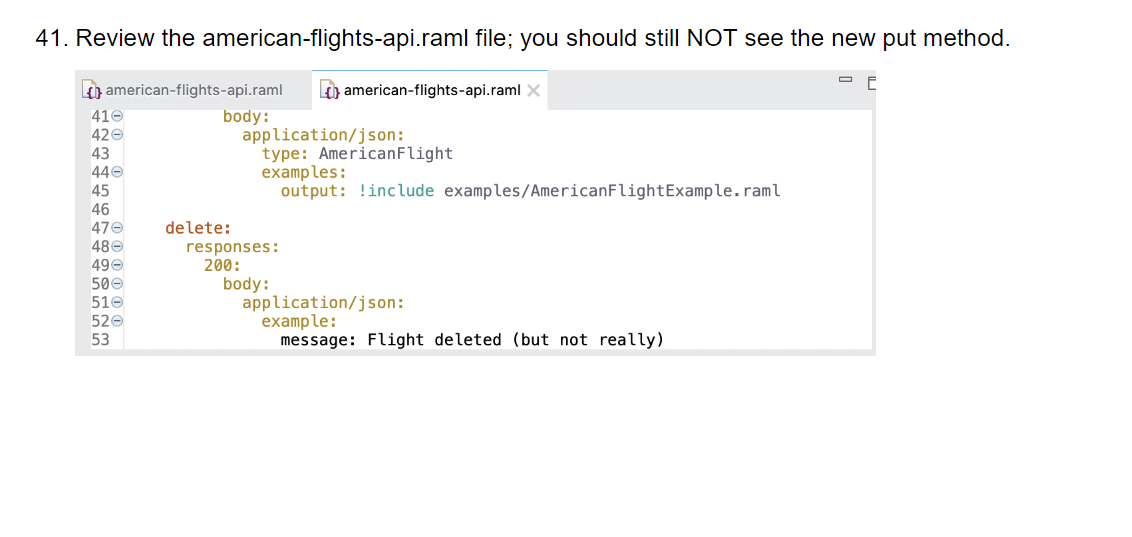 41. Review the american-flights-api.raml file; you should still NOT see the new put method.
american-flights-api.raml american-flights-api.raml
41 body:
42 application/json:
43 type: AmericanFlight
44 examples:
45 output: !include examples/AmericanFlightExample.raml
46
47 delete:
48 responses:
49 200:
50 body:
51 application/json:
52 example:
53 message: Flight deleted (but not really)